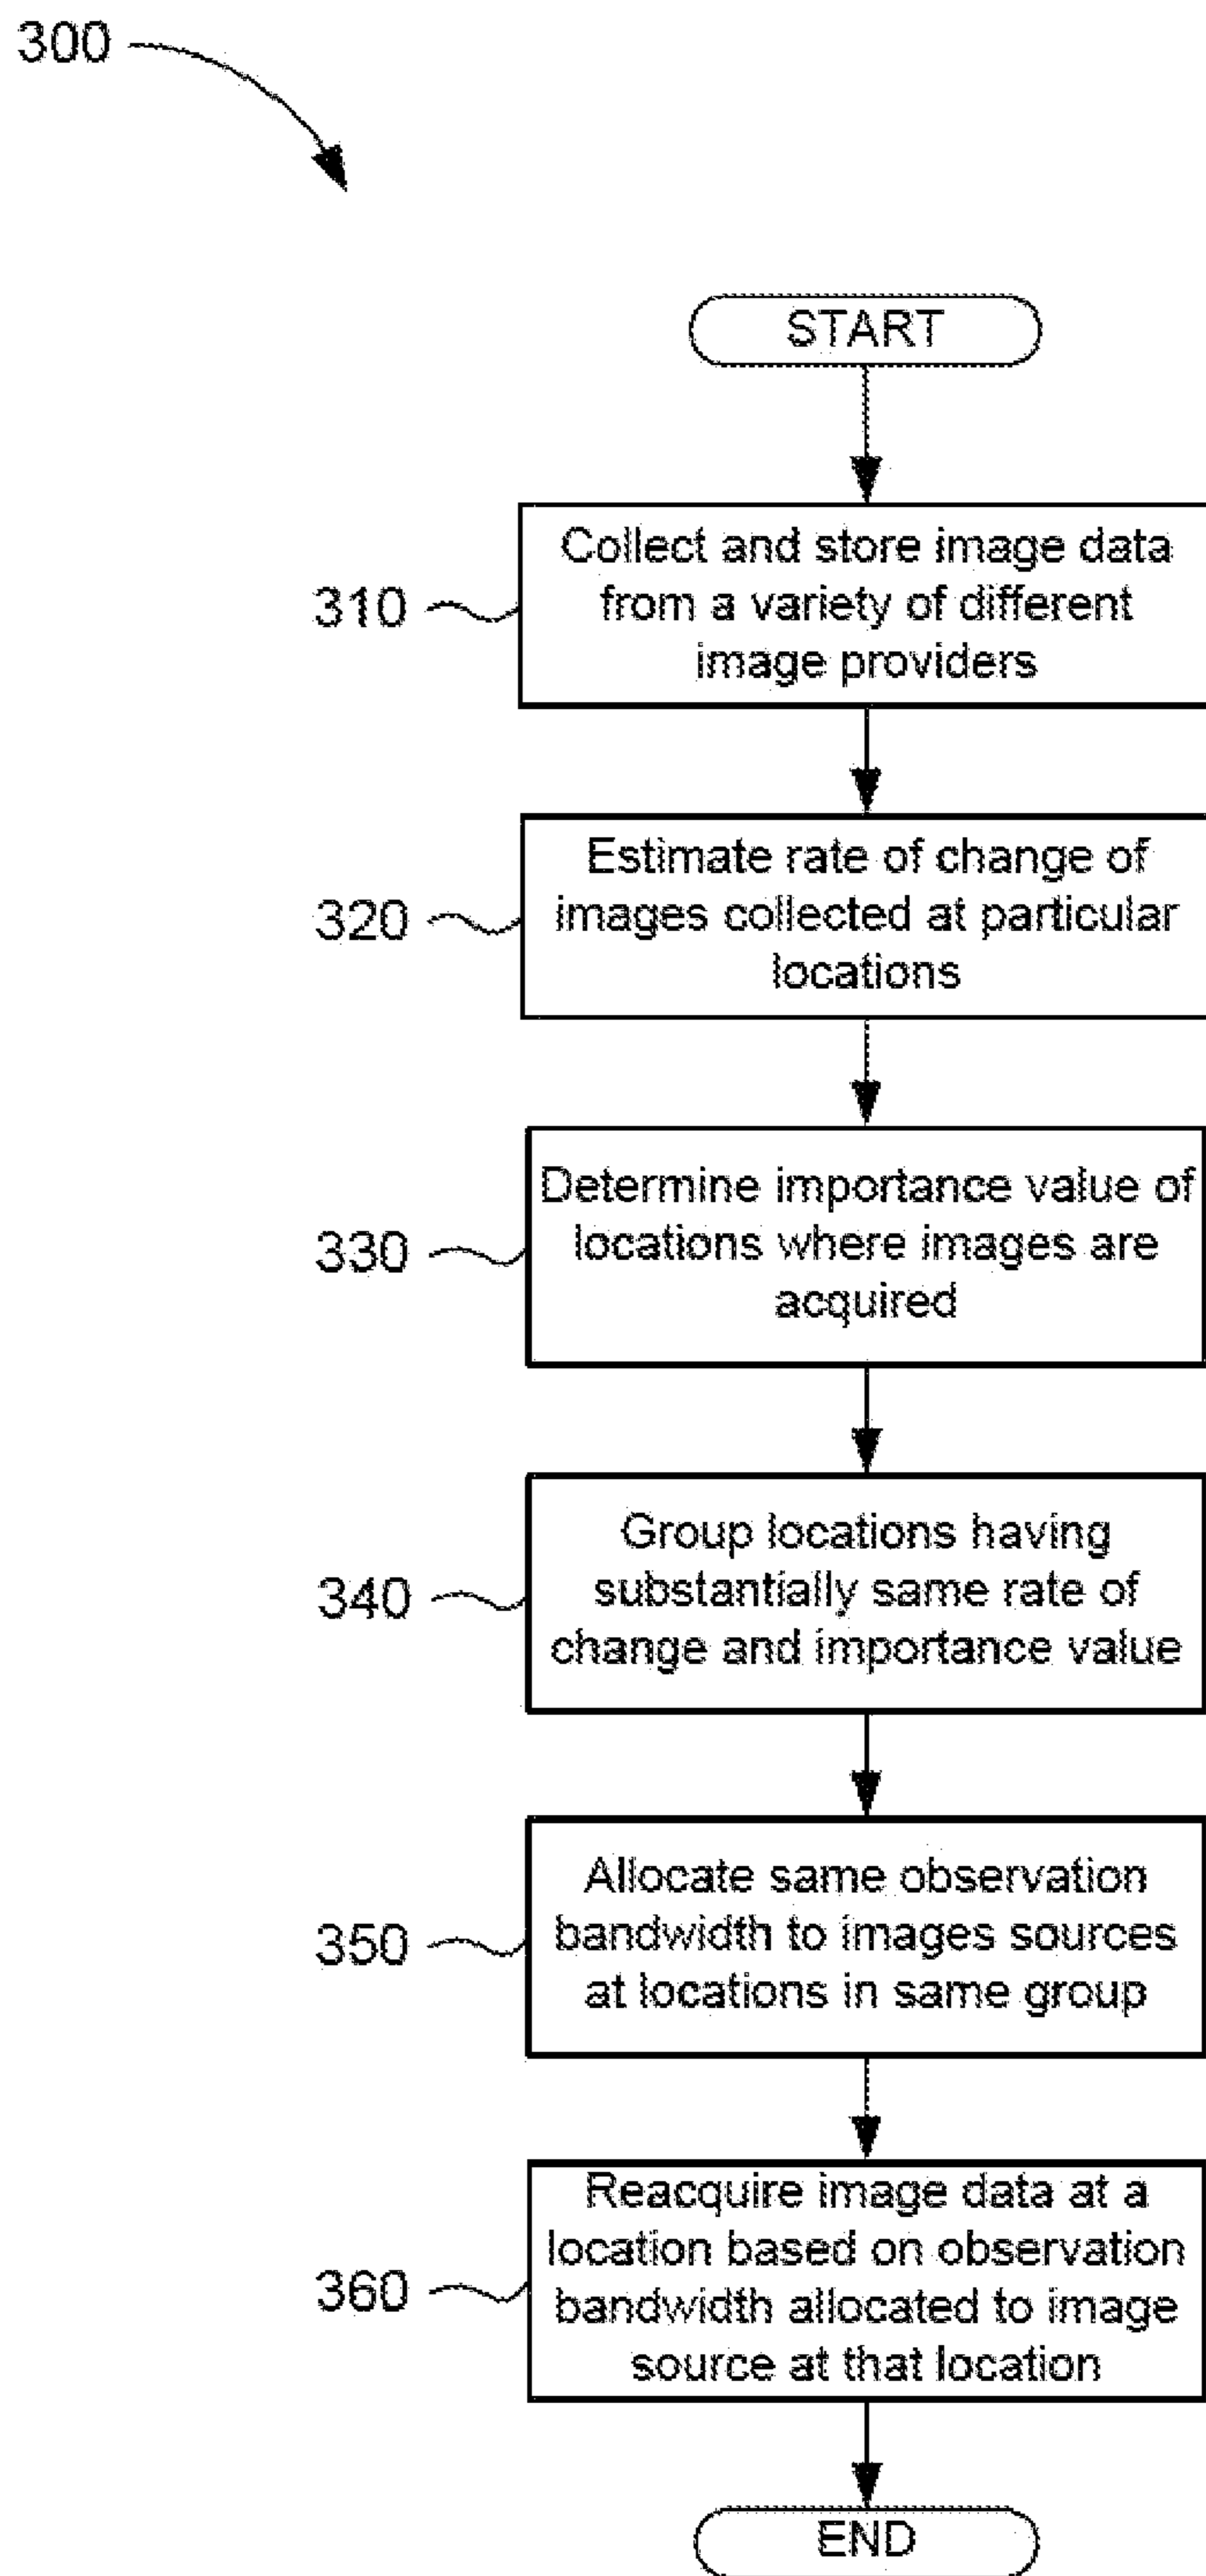 300
START
310
Collect and store image data
from a variety of different
image providers
320
Estimate rate of change of
images collected at particular
locations
330
Determine importance value of
locations where images are
acquired
340
Group locations having
substantially same rate of
change and importance value
350
Allocate same observation
bandwidth to images sources
at locations in same group
360
Reacquire image data at a
location based on observation
bandwidth allocated to image
source at that location
END